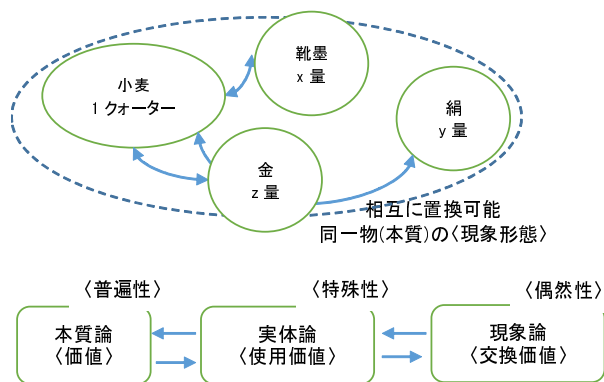 靴墨
x 量
小麦
1 クォーター
絹
y 量
金
z 量
相互に置換可能
同一物(本質)の〈現象形態〉
〈普遍性〉
〈特殊性〉
〈偶然性〉
本質論
〈価値〉
実体論
〈使用価値〉
現象論
〈交換価値〉